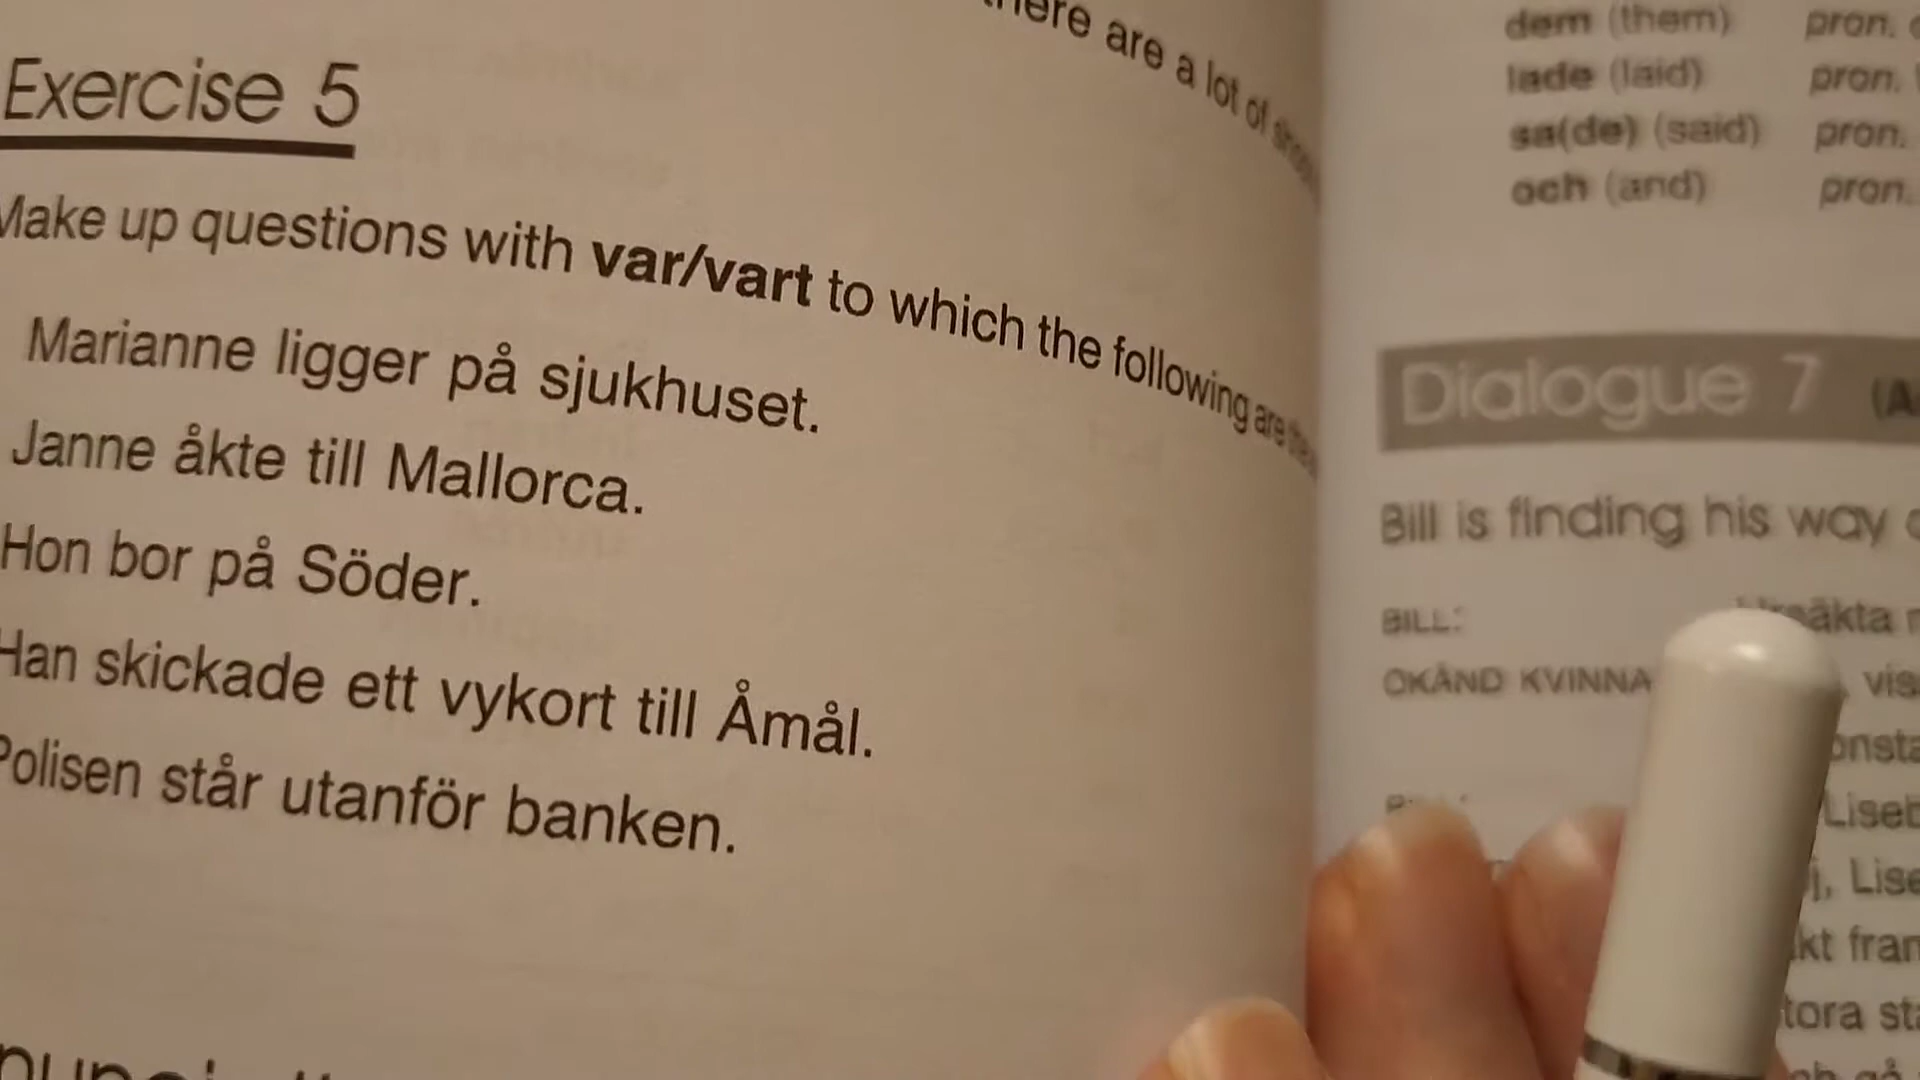 there are a lot of
Exercise 5
Make up questions with var/vart to which the following are the
Marianne ligger på sjukhuset.
Janne åkte till Mallorca.
Hon bor på Söder.
Han skickade ett vykort till Åmål.
Polisen står utanför banken.
dem (them) pron.
lade (laid) pron.
sa(de) (said) pron.
och (and) pron.
Dialogue 7
Bill is finding his way
BILL:
OKÄND KVINNA